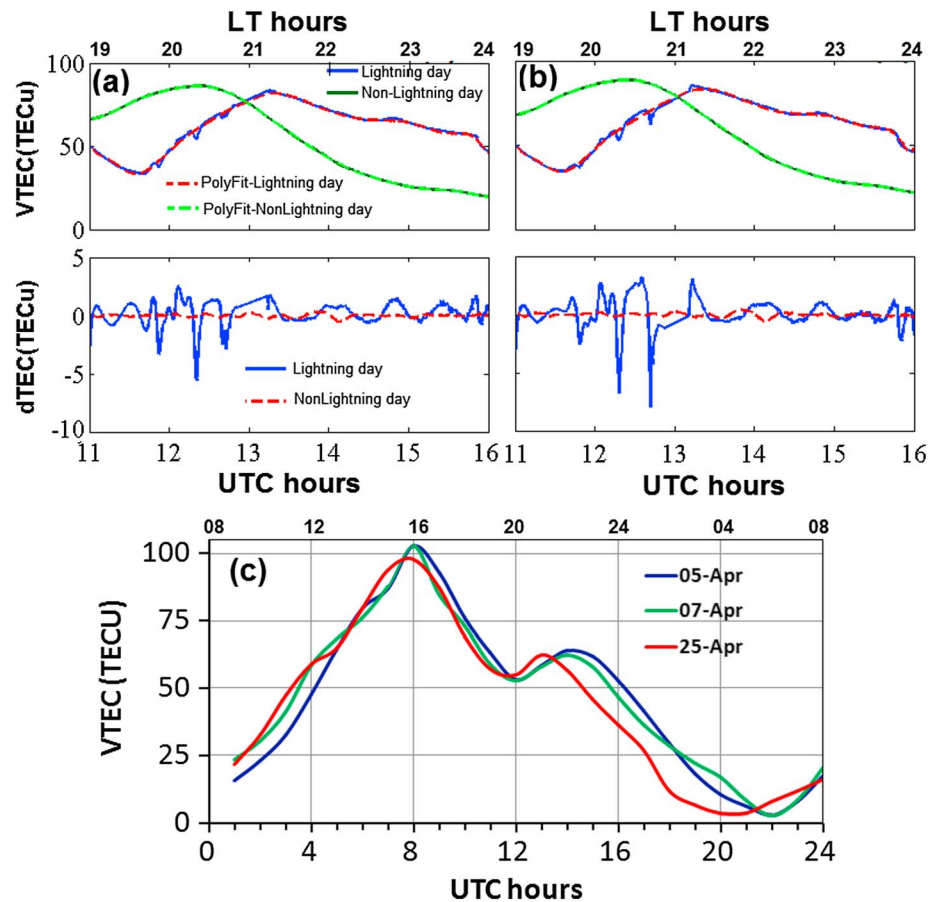 LT hours
LT hours
19 20 21 22 23 24
19 20 21 22 23 24
100
50
0
VTEC(TECu)
(a)
Lightning day
Non-Lightning day
PolyFit-Lightning day
PolyFit-NonLightning day
(b)
5
0
-5
-10
dTEC(TECu)
Lightning day
NonLightning day
11 12 13 14 15 16
11 12 13 14 15 16
UTC hours
UTC hours
08 12 16 20 24 04 08
100
75
50
25
0
VTEC(TECU)
(c)
05-Apr
07-Apr
25-Apr
0 4 8 12 16 20 24
UTC hours